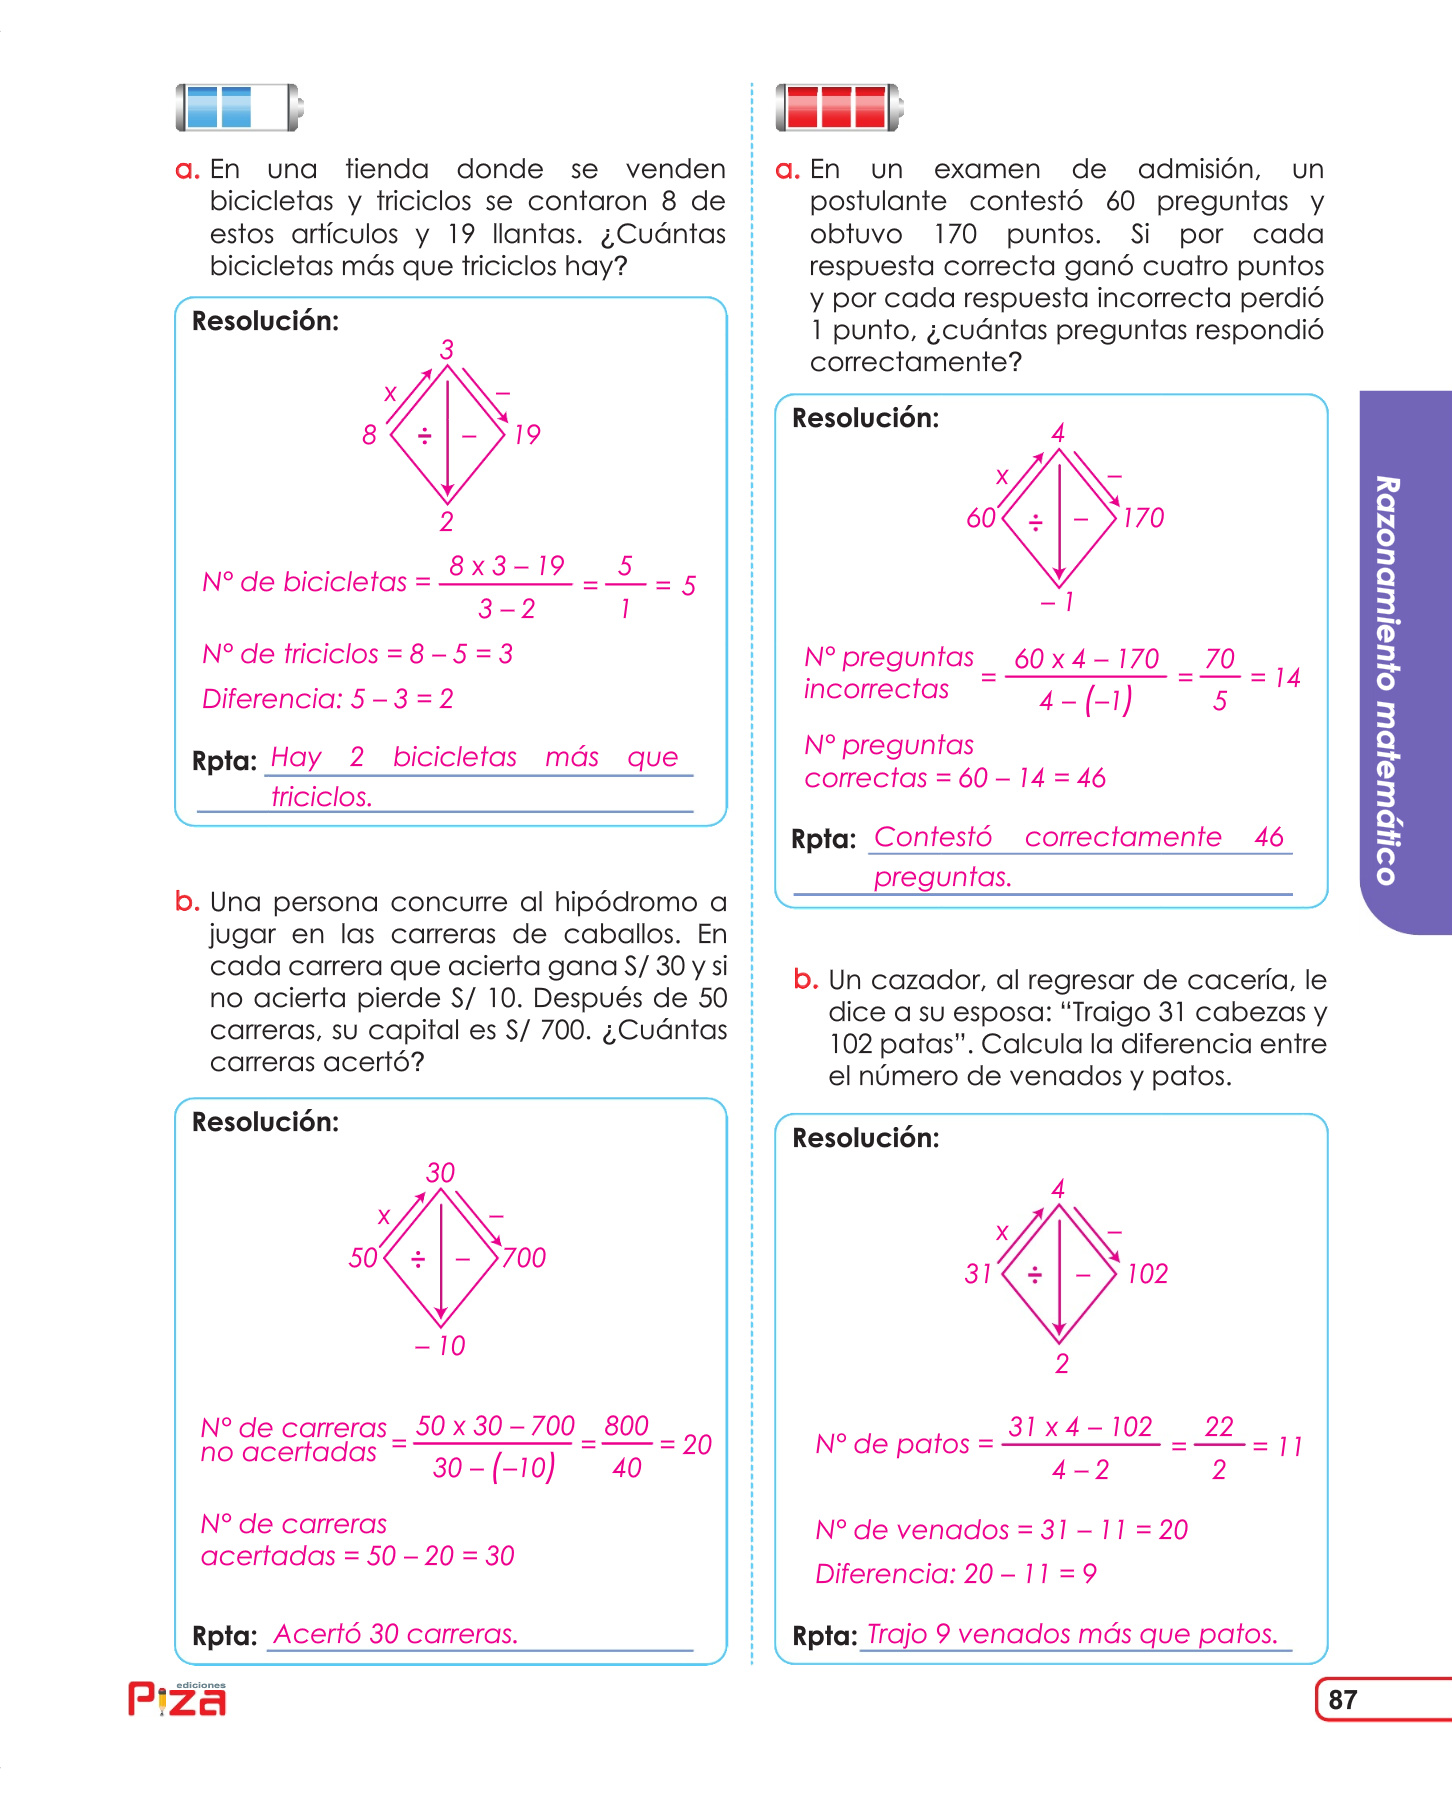 a. En una tienda donde se venden
bicicletas y triciclos se contaron 8 de
estos artículos y 19 llantas. ¿Cuántas
bicicletas más que triciclos hay?
Resolución:
3
x –
8 ÷ – 19
2
N° de bicicletas = 8 x 3 – 19 / 3 – 2 = 5 / 1 = 5
N° de triciclos = 8 – 5 = 3
Diferencia: 5 – 3 = 2
Rpta: Hay 2 bicicletas más que
triciclos.
b. Una persona concurre al hipódromo a
jugar en las carreras de caballos. En
cada carrera que acierta gana S/ 30 y si
no acierta pierde S/ 10. Después de 50
carreras, su capital es S/ 700. ¿Cuántas
carreras acertó?
Resolución:
30
x –
50 ÷ – 700
– 10
N° de carreras
no acertadas = 50 x 30 – 700 / 30 – (–10) = 800 / 40 = 20
N° de carreras
acertadas = 50 – 20 = 30
Rpta: Acertó 30 carreras.
a. En un examen de admisión, un
postulante contestó 60 preguntas y
obtuvo 170 puntos. Si por cada
respuesta correcta ganó cuatro puntos
y por cada respuesta incorrecta perdió
1 punto, ¿cuántas preguntas respondió
correctamente?
Resolución:
4
x –
60 ÷ – 170
– 1
N° preguntas
incorrectas = 60 x 4 – 170 / 4 – (–1) = 70 / 5 = 14
N° preguntas
correctas = 60 – 14 = 46
Rpta: Contestó correctamente 46
preguntas.
b. Un cazador, al regresar de cacería, le
dice a su esposa: “Traigo 31 cabezas y
102 patas”. Calcula la diferencia entre
el número de venados y patos.
Resolución:
4
x –
31 ÷ – 102
2
N° de patos = 31 x 4 – 102 / 4 – 2 = 22 / 2 = 11
N° de venados = 31 – 11 = 20
Diferencia: 20 – 11 = 9
Rpta: Trajo 9 venados más que patos.
Razonamiento matemático
ediciones
Piza
87